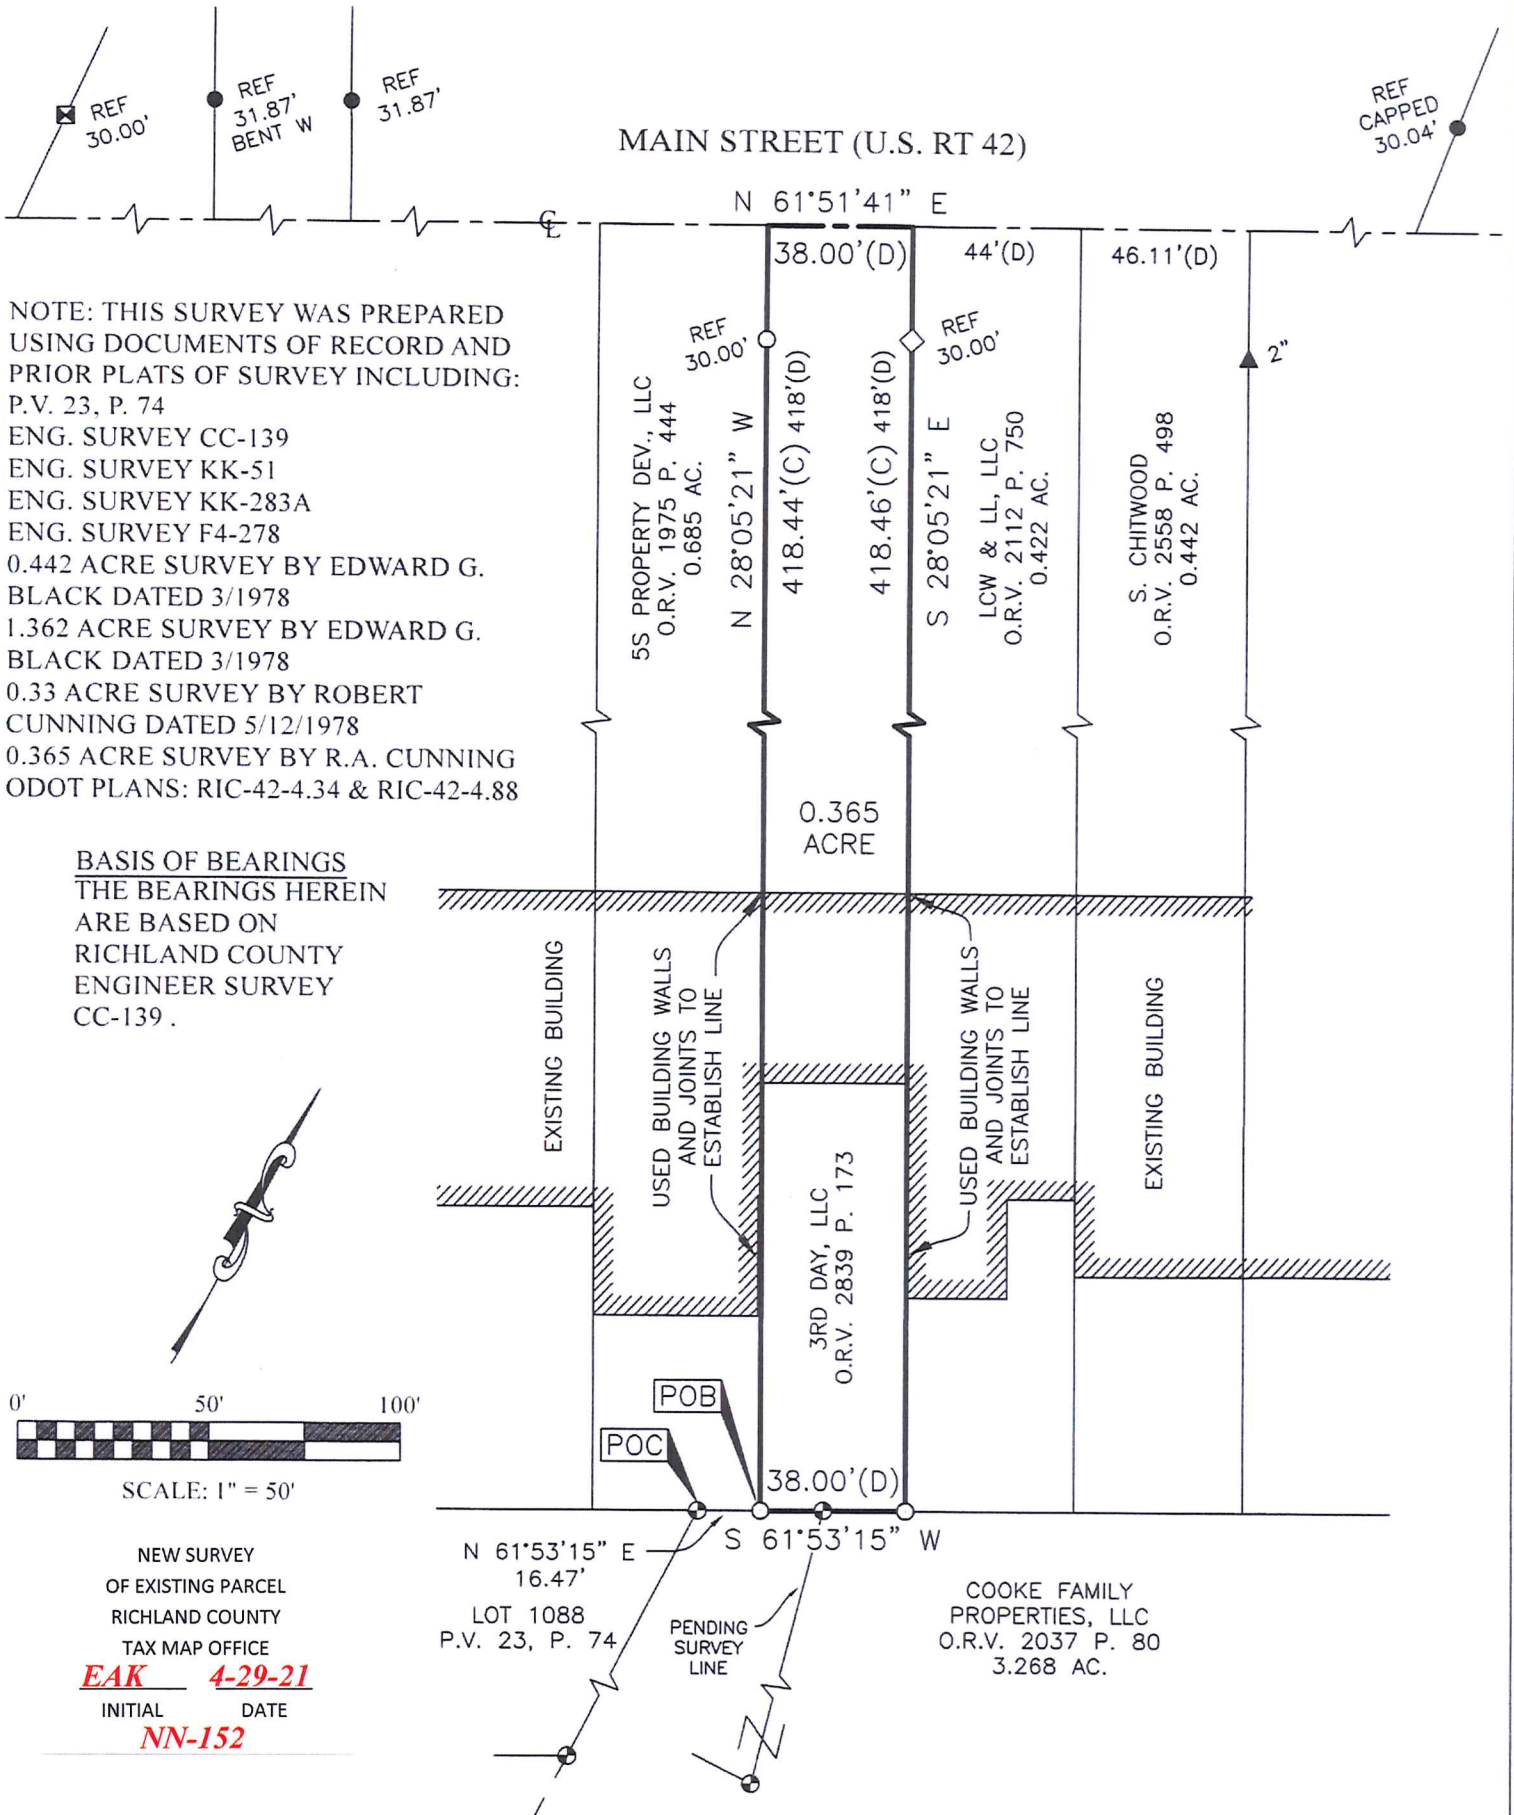 REF
30.00'
REF
31.87'
BENT W
REF
31.87'
REF
CAPPED
30.04'
MAIN STREET (U.S. RT 42)
N 61°51'41" E
℄
38.00'(D)
44'(D)
46.11'(D)
NOTE: THIS SURVEY WAS PREPARED
USING DOCUMENTS OF RECORD AND
PRIOR PLATS OF SURVEY INCLUDING:
P.V. 23, P. 74
ENG. SURVEY CC-139
ENG. SURVEY KK-51
ENG. SURVEY KK-283A
ENG. SURVEY F4-278
0.442 ACRE SURVEY BY EDWARD G.
BLACK DATED 3/1978
1.362 ACRE SURVEY BY EDWARD G.
BLACK DATED 3/1978
0.33 ACRE SURVEY BY ROBERT
CUNNING DATED 5/12/1978
0.365 ACRE SURVEY BY R.A. CUNNING
ODOT PLANS: RIC-42-4.34 & RIC-42-4.88
REF
30.00'
REF
30.00'
2"
5S PROPERTY DEV., LLC
O.R.V. 1975 P. 444
0.685 AC.
N 28°05'21" W
418.44'(C) 418'(D)
418.46'(C) 418'(D)
S 28°05'21" E
LCW & LL, LLC
O.R.V. 2112 P. 750
0.422 AC.
S. CHITWOOD
O.R.V. 2558 P. 498
0.442 AC.
0.365
ACRE
BASIS OF BEARINGS
THE BEARINGS HEREIN
ARE BASED ON
RICHLAND COUNTY
ENGINEER SURVEY
CC-139 .
EXISTING BUILDING
USED BUILDING WALLS
AND JOINTS TO
ESTABLISH LINE
USED BUILDING WALLS
AND JOINTS TO
ESTABLISH LINE
EXISTING BUILDING
3RD DAY, LLC
O.R.V. 2839 P. 173
0'
50'
100'
SCALE: 1" = 50'
POB
POC
38.00'(D)
S 61°53'15" W
N 61°53'15" E
16.47'
LOT 1088
P.V. 23, P. 74
PENDING
SURVEY
LINE
COOKE FAMILY
PROPERTIES, LLC
O.R.V. 2037 P. 80
3.268 AC.
NEW SURVEY
OF EXISTING PARCEL
RICHLAND COUNTY
TAX MAP OFFICE
EAK 4-29-21
INITIAL DATE
NN-152